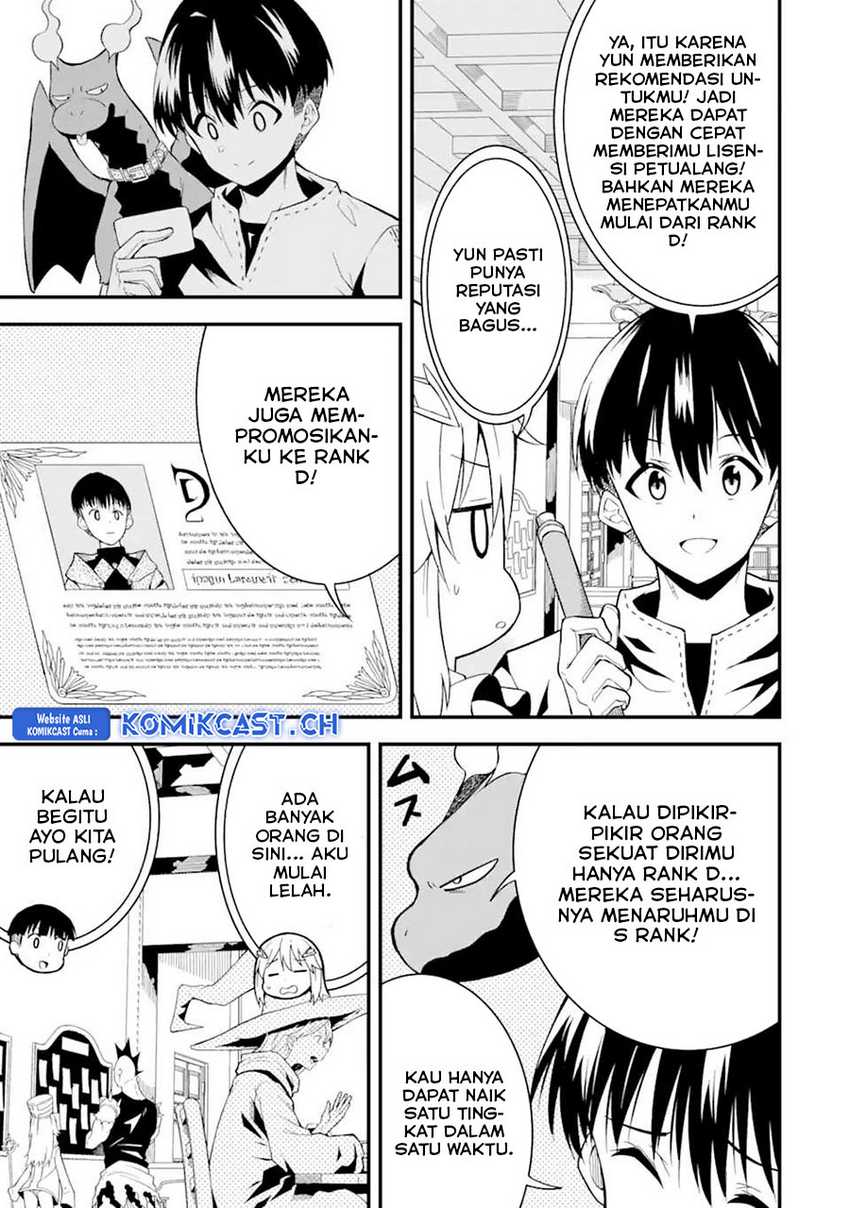 YA, ITU KARENA
YUN MEMBERIKAN
REKOMENDASI UN-
TUKMU! JADI
MEREKA DAPAT
DENGAN CEPAT
MEMBERIMU LISEN-
SI PETUALANG!
BAHKAN MEREKA
MENEPATKANMU
MULAI DARI RANK
D!
YUN PASTI
PUNYA
REPUTASI
YANG
BAGUS...
MEREKA
JUGA MEM-
PROMOSIKAN-
KU KE RANK
D!
Website ASLI
KOMIKCAST Cuma :
KOMIKCAST.CH
KALAU DIPIKIR-
PIKIR ORANG
SEKUAT DIRIMU
HANYA RANK D...
MEREKA SEHARUS-
NYA MENARUHMU DI
S RANK!
ムス
KAU HANYA
DAPAT NAIK
SATU TING-
KAT DALAM
SATU WAKTU.
ADA
BANYAK
ORANG DI
SINI... AKU
MULAI
LELAH.
KALAU
BEGITU
AYO KITA
PULANG!